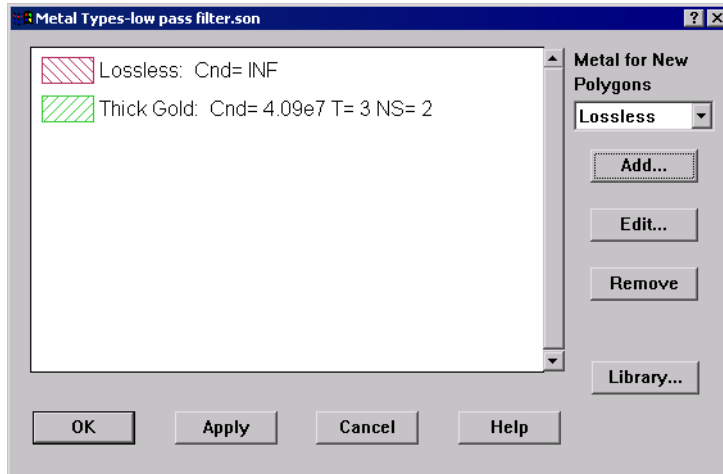 Metal Types-low pass filter.son
Lossless: Cnd= INF
Thick Gold: Cnd= 4.09e7 T= 3 NS= 2
Metal for New
Polygons
Lossless
Add...
Edit...
Remove
Library...
OK
Apply
Cancel
Help